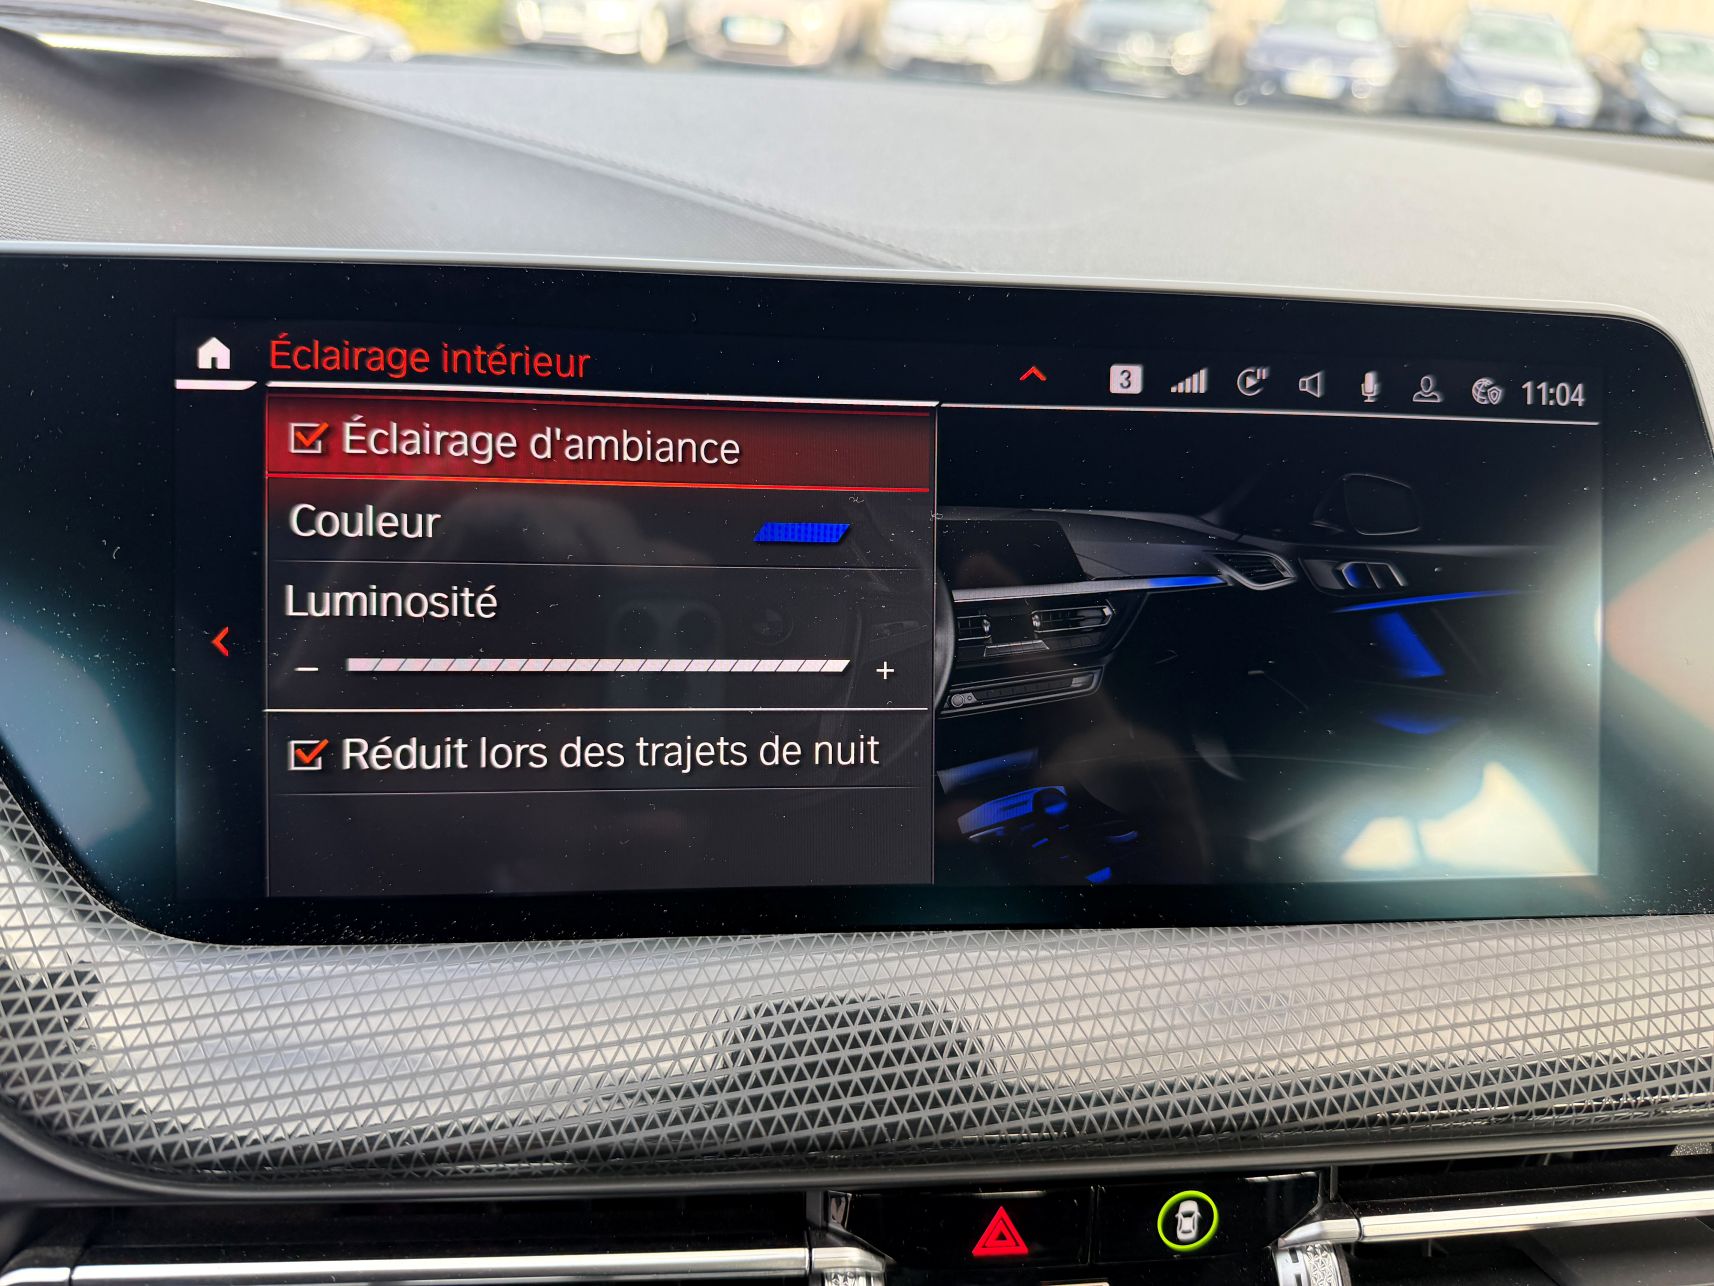 Éclairage intérieur
3
11:04
Éclairage d'ambiance
Couleur
Luminosité
− +
Réduit lors des trajets de nuit